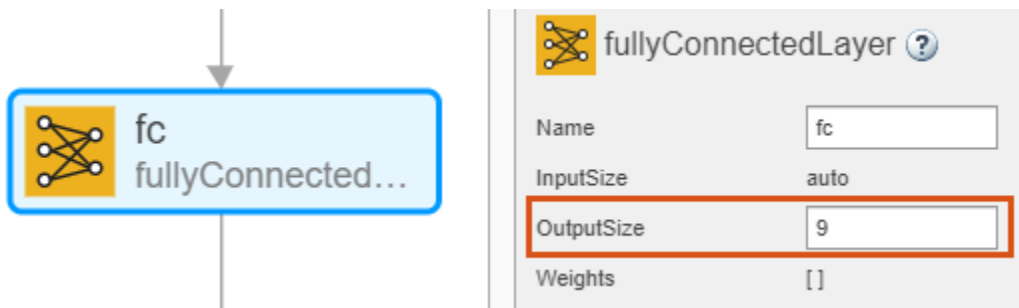 fc
fullyConnected...
fullyConnectedLayer ?
Name fc
InputSize auto
OutputSize 9
Weights [ ]